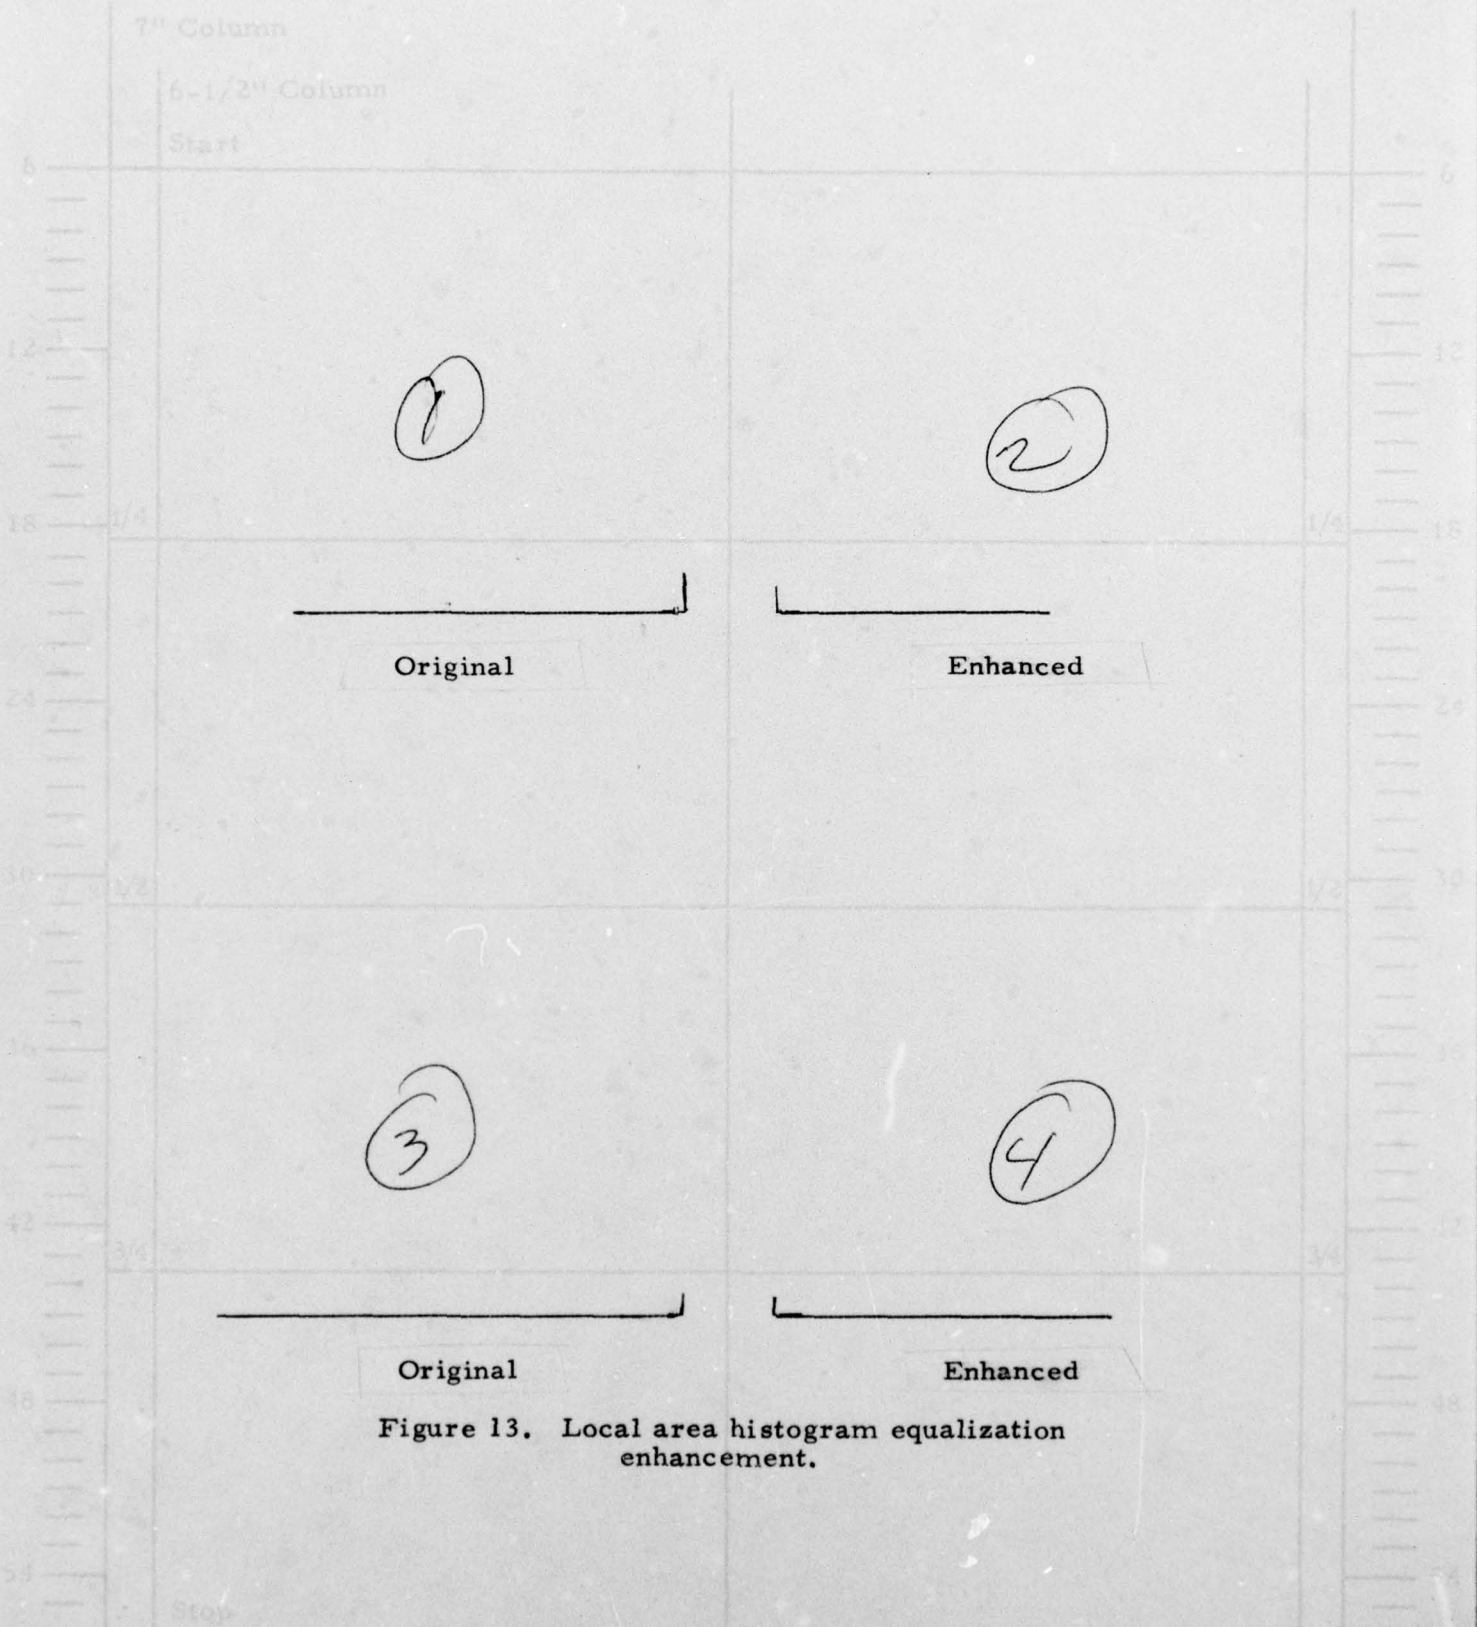 7" Column
6-1/2" Column
Start
6 6
12 12
1 2
18 1/4 1/4 18
Original Enhanced
24 24
30 1/2 1/2 30
36 36
3 4
42 42
3/4 3/4
Original Enhanced
48 48
Figure 13. Local area histogram equalization
enhancement.
54 54
Stop